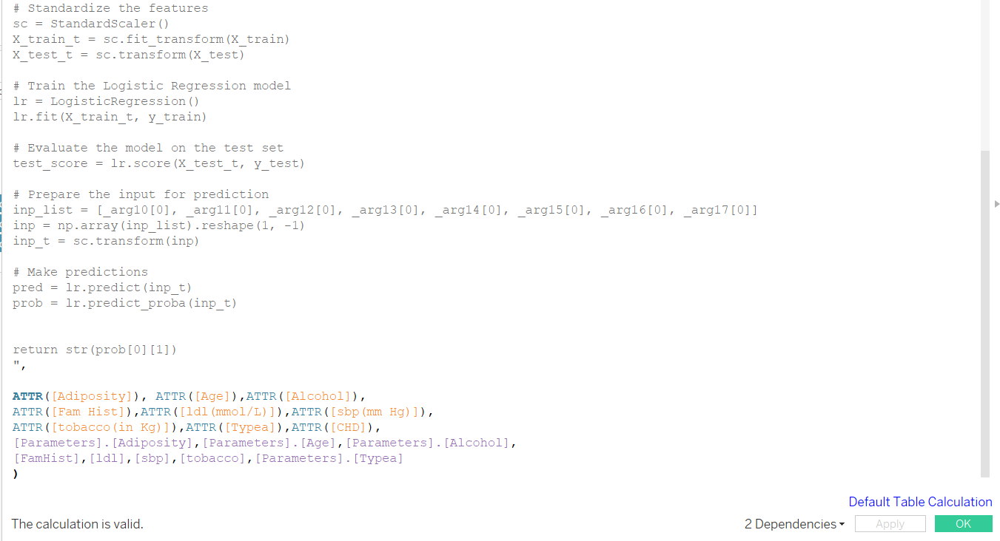 # Standardize the features
sc = StandardScaler()
X_train_t = sc.fit_transform(X_train)
X_test_t = sc.transform(X_test)
# Train the Logistic Regression model
lr = LogisticRegression()
lr.fit(X_train_t, y_train)
# Evaluate the model on the test set
test_score = lr.score(X_test_t, y_test)
# Prepare the input for prediction
inp_list = [_arg10[0], _arg11[0], _arg12[0], _arg13[0], _arg14[0], _arg15[0], _arg16[0], _arg17[0]]
inp = np.array(inp_list).reshape(1, -1)
inp_t = sc.transform(inp)
# Make predictions
pred = lr.predict(inp_t)
prob = lr.predict_proba(inp_t)
return str(prob[0][1])
",
ATTR([Adiposity]), ATTR([Age]),ATTR([Alcohol]),
ATTR([Fam Hist]),ATTR([ldl(mmol/L)]),ATTR([sbp(mm Hg)]),
ATTR([tobacco(in Kg)]),ATTR([Typea]),ATTR([CHD]),
[Parameters].[Adiposity],[Parameters].[Age],[Parameters].[Alcohol],
[FamHist],[ldl],[sbp],[tobacco],[Parameters].[Typea]
)
Default Table Calculation
The calculation is valid.
2 Dependencies
Apply
OK